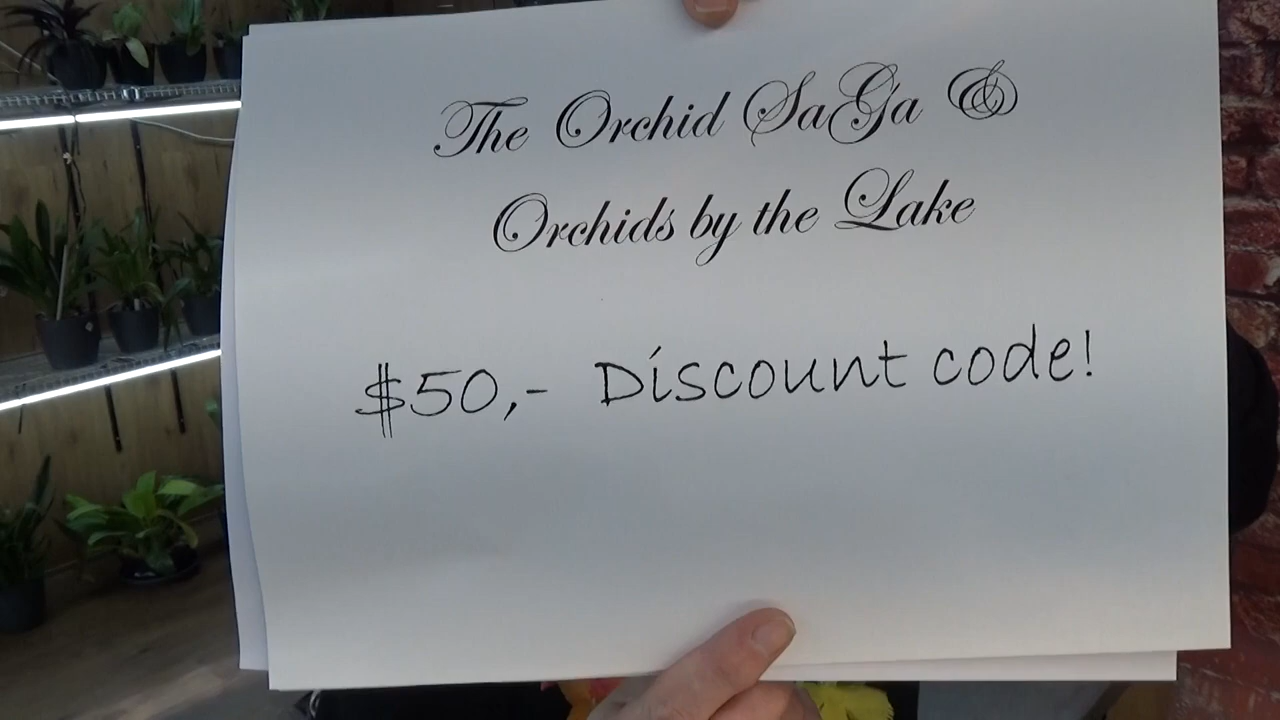 The Orchid SaGa &
Orchids by the Lake
$50,- Discount code!